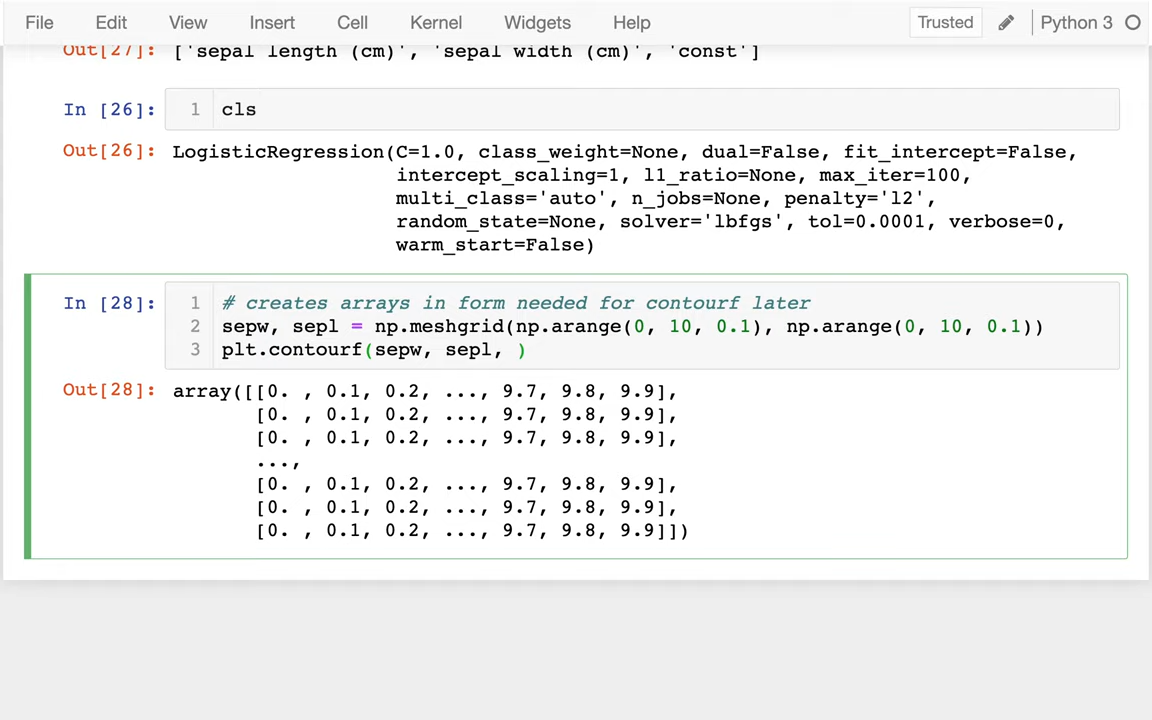 File Edit View Insert Cell Kernel Widgets Help Trusted Python 3
Out[27]: ['sepal length (cm)', 'sepal width (cm)', 'const']
In [26]: 1 cls
Out[26]: LogisticRegression(C=1.0, class_weight=None, dual=False, fit_intercept=False,
intercept_scaling=1, l1_ratio=None, max_iter=100,
multi_class='auto', n_jobs=None, penalty='l2',
random_state=None, solver='lbfgs', tol=0.0001, verbose=0,
warm_start=False)
In [28]: 1 # creates arrays in form needed for contourf later
2 sepw, sepl = np.meshgrid(np.arange(0, 10, 0.1), np.arange(0, 10, 0.1))
3 plt.contourf(sepw, sepl, )
Out[28]: array([[0. , 0.1, 0.2, ..., 9.7, 9.8, 9.9],
[0. , 0.1, 0.2, ..., 9.7, 9.8, 9.9],
[0. , 0.1, 0.2, ..., 9.7, 9.8, 9.9],
...,
[0. , 0.1, 0.2, ..., 9.7, 9.8, 9.9],
[0. , 0.1, 0.2, ..., 9.7, 9.8, 9.9],
[0. , 0.1, 0.2, ..., 9.7, 9.8, 9.9]])